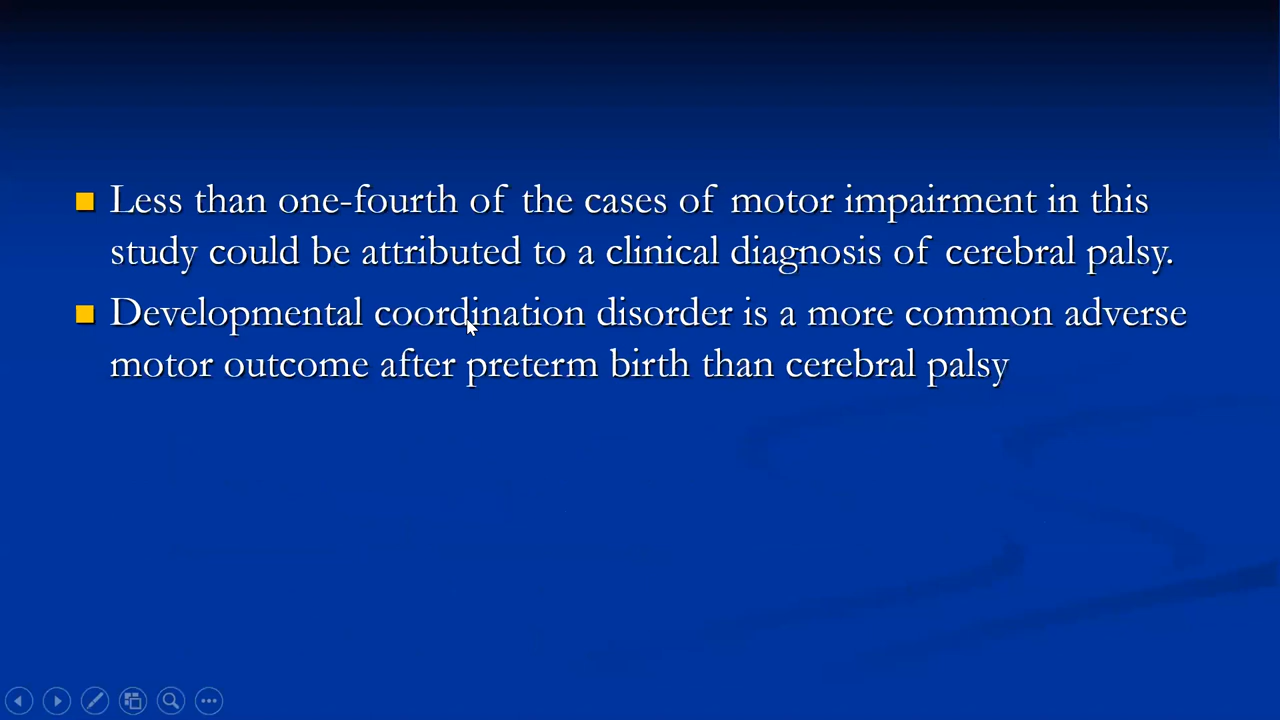 Less than one-fourth of the cases of motor impairment in this
study could be attributed to a clinical diagnosis of cerebral palsy.
Developmental coordination disorder is a more common adverse
motor outcome after preterm birth than cerebral palsy